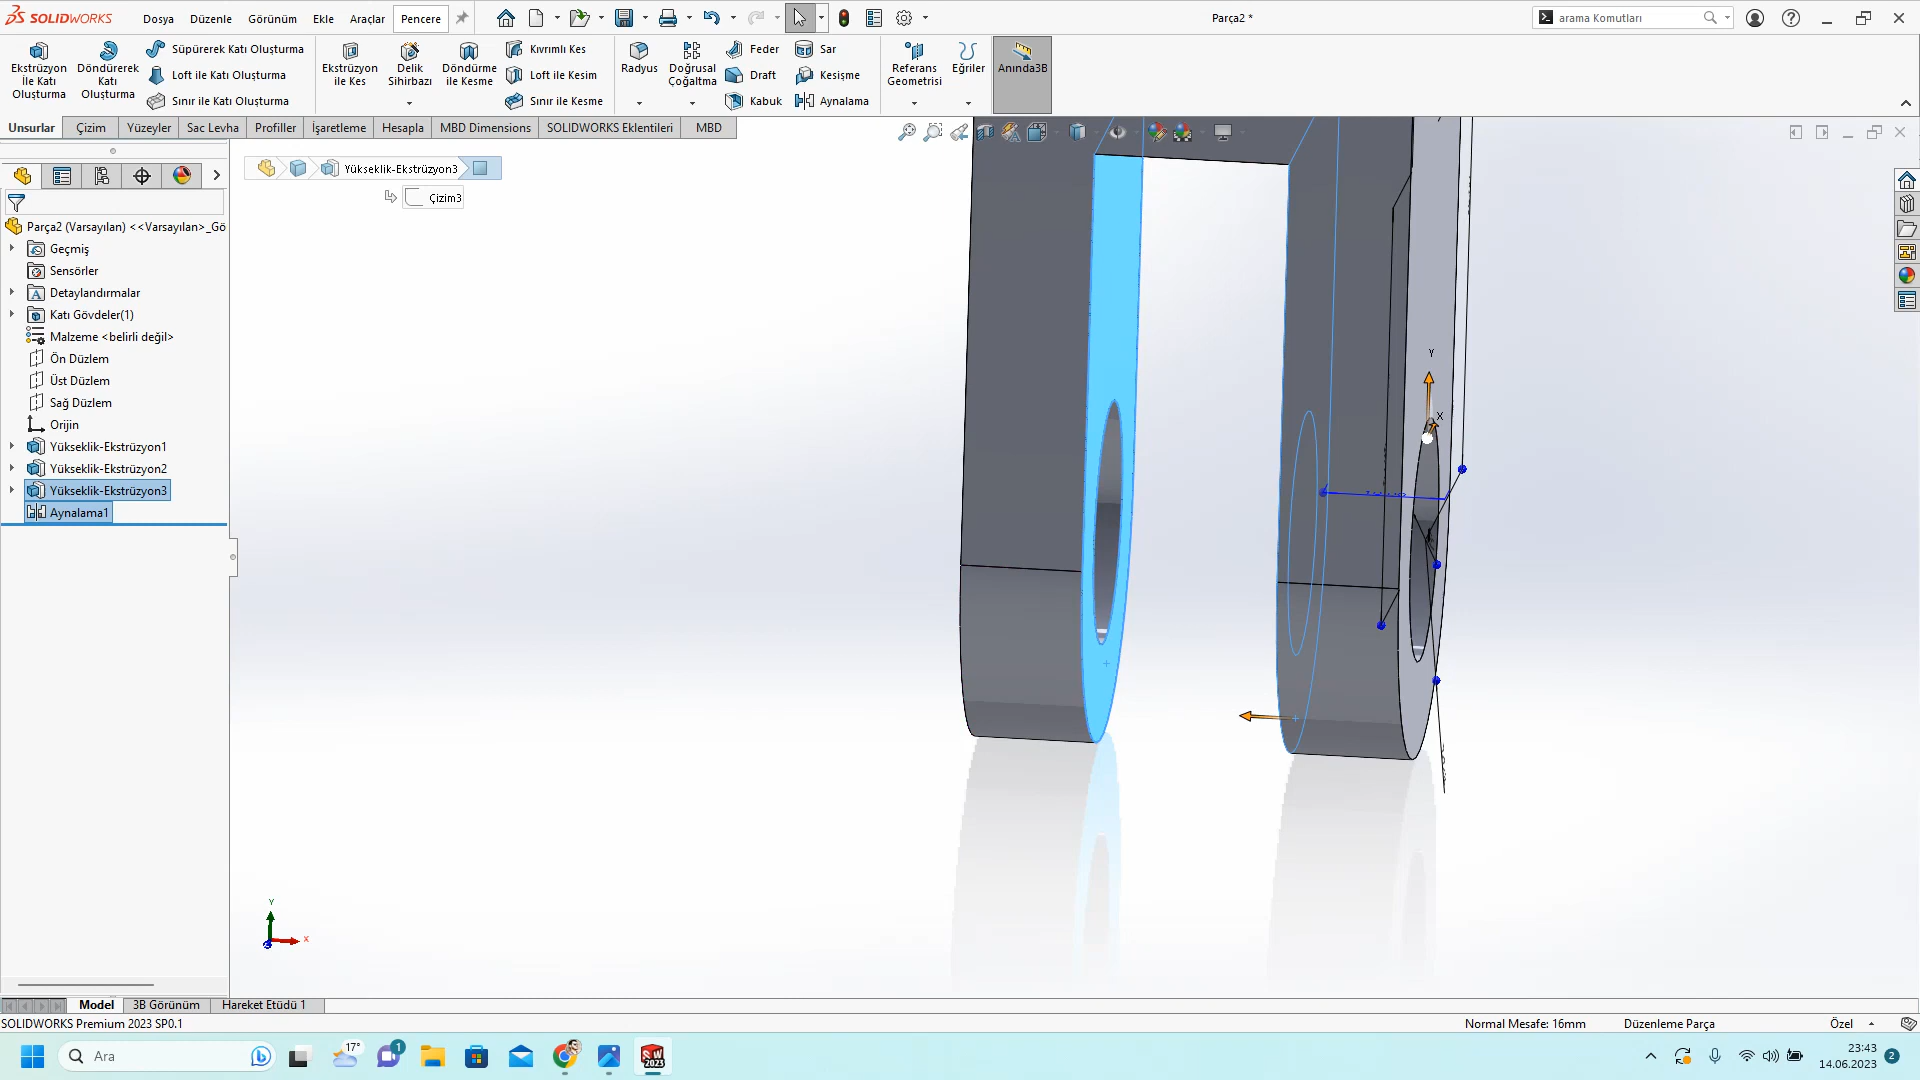 SOLIDWORKS
Dosya
Düzenle
Görünüm
Ekle
Araçlar
Pencere
Parça2 *
arama Komutları
Ekstrüzyon İle Katı Oluşturma
Döndürerek Katı Oluşturma
Süpürerek Katı Oluşturma
Loft ile Katı Oluşturma
Sınır ile Katı Oluşturma
Ekstrüzyon ile Kes
Delik Sihirbazı
Döndürme ile Kesme
Kıvrımlı Kes
Loft ile Kesim
Sınır ile Kesme
Radyus
Doğrusal Çoğaltma
Feder
Draft
Kabuk
Sar
Kesişme
Aynalama
Referans Geometrisi
Eğriler
Anında3B
Unsurlar
Çizim
Yüzeyler
Sac Levha
Profiller
İşaretleme
Hesapla
MBD Dimensions
SOLIDWORKS Eklentileri
MBD
Yükseklik-Ekstrüzyon3
Çizim3
Parça2 (Varsayılan) <<Varsayılan>_Gö
Geçmiş
Sensörler
Detaylandırmalar
Katı Gövdeler(1)
Malzeme <belirli değil>
Ön Düzlem
Üst Düzlem
Sağ Düzlem
Orijin
Yükseklik-Ekstrüzyon1
Yükseklik-Ekstrüzyon2
Yükseklik-Ekstrüzyon3
Aynalama1
Y
X
Y
X
Model
3B Görünüm
Hareket Etüdü 1
SOLIDWORKS Premium 2023 SP0.1
Normal Mesafe: 16mm
Düzenleme Parça
Özel
Ara
17°
1
2023
23:43
14.06.2023
2